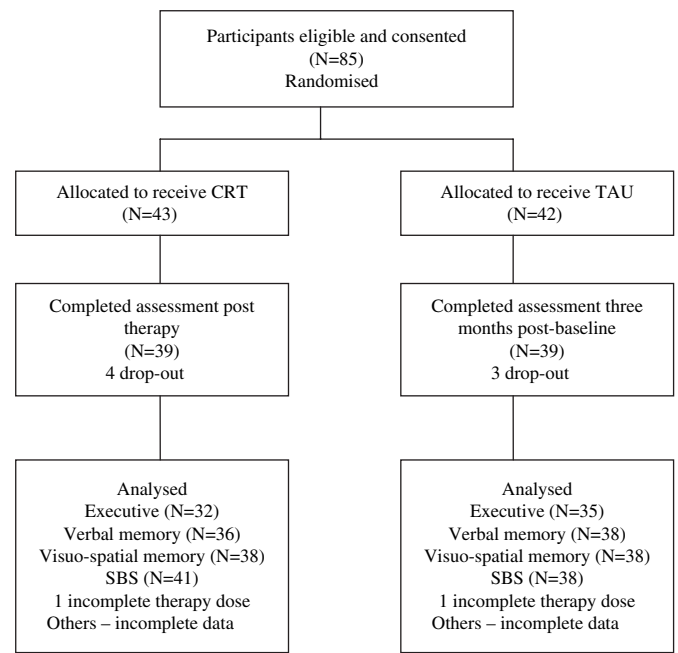 Participants eligible and consented
(N=85)
Randomised
Allocated to receive CRT
(N=43)
Allocated to receive TAU
(N=42)
Completed assessment post
therapy
(N=39)
4 drop-out
Completed assessment three
months post-baseline
(N=39)
3 drop-out
Analysed
Executive (N=32)
Verbal memory (N=36)
Visuo-spatial memory (N=38)
SBS (N=41)
1 incomplete therapy dose
Others – incomplete data
Analysed
Executive (N=35)
Verbal memory (N=38)
Visuo-spatial memory (N=38)
SBS (N=38)
1 incomplete therapy dose
Others – incomplete data